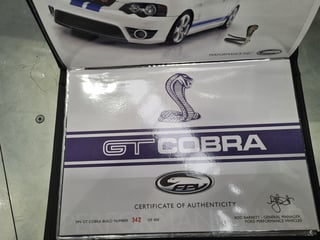 GT COBRA
FPV
CERTIFICATE OF AUTHENTICITY
FPV GT COBRA BUILD NUMBER 342 OF 400
ROD BARRETT - GENERAL MANAGER
FORD PERFORMANCE VEHICLES